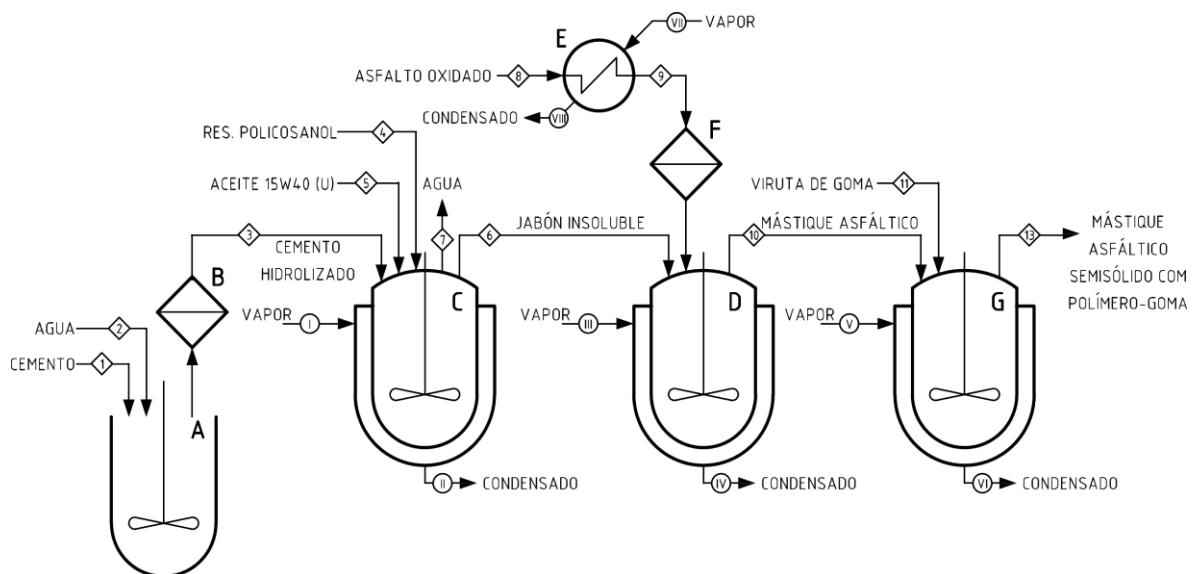 E
VII
VAPOR
ASFALTO OXIDADO
8
9
CONDENSADO
VIII
F
RES. POLICOSANOL
4
ACEITE 15W40 (U)
5
AGUA
7
VIRUTA DE GOMA
11
3
CEMENTO
HIDROLIZADO
6
JABÓN INSOLUBLE
10
MÁSTIQUE ASFÁLTICO
13
MÁSTIQUE
ASFÁLTICO
SEMISÓLIDO COM
POLÍMERO-GOMA
B
C
D
G
VAPOR
I
VAPOR
III
VAPOR
V
AGUA
2
CEMENTO
1
A
II
CONDENSADO
IV
CONDENSADO
VI
CONDENSADO